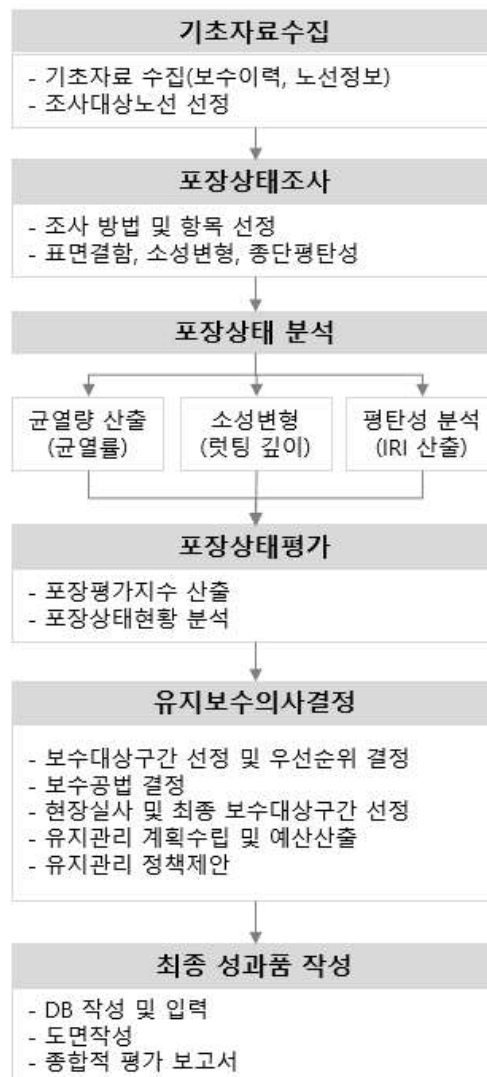 기초자료수집
- 기초자료 수집(보수이력, 노선정보)
- 조사대상노선 선정
포장상태조사
- 조사 방법 및 항목 선정
- 표면결함, 소성변형, 종단평탄성
포장상태 분석
균열량 산출
(균열률)
소성변형
(럿팅 깊이)
평탄성 분석
(IRI 산출)
포장상태평가
- 포장평가지수 산출
- 포장상태현황 분석
유지보수의사결정
- 보수대상구간 선정 및 우선순위 결정
- 보수공법 결정
- 현장실사 및 최종 보수대상구간 선정
- 유지관리 계획수립 및 예산산출
- 유지관리 정책제안
최종 성과품 작성
- DB 작성 및 입력
- 도면작성
- 종합적 평가 보고서